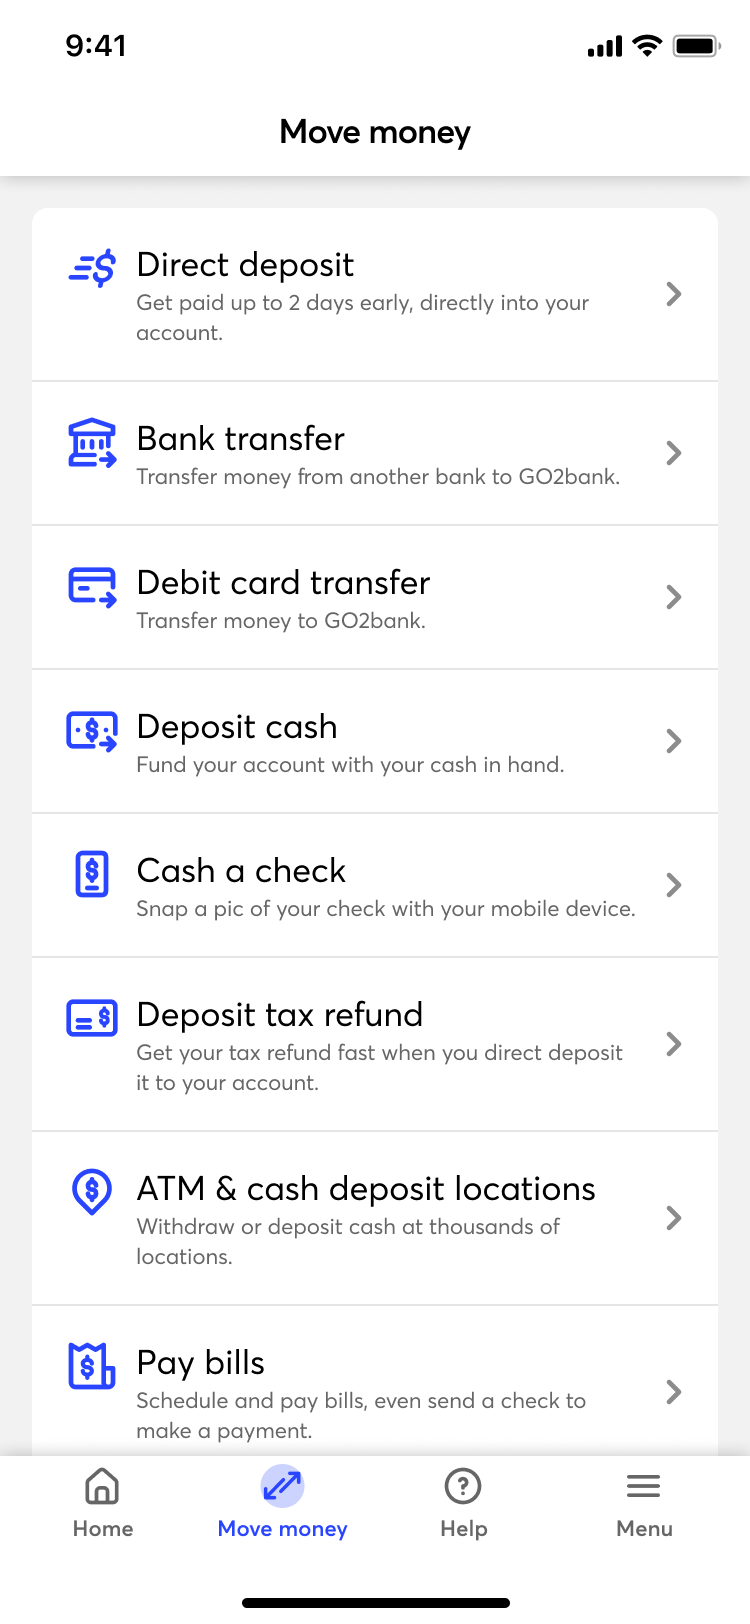 9:41
Move money
Direct deposit
Get paid up to 2 days early, directly into your
account.
Bank transfer
Transfer money from another bank to GO2bank.
Debit card transfer
Transfer money to GO2bank.
Deposit cash
Fund your account with your cash in hand.
Cash a check
Snap a pic of your check with your mobile device.
Deposit tax refund
Get your tax refund fast when you direct deposit
it to your account.
ATM & cash deposit locations
Withdraw or deposit cash at thousands of
locations.
Pay bills
Schedule and pay bills, even send a check to
make a payment.
Home Move money Help Menu